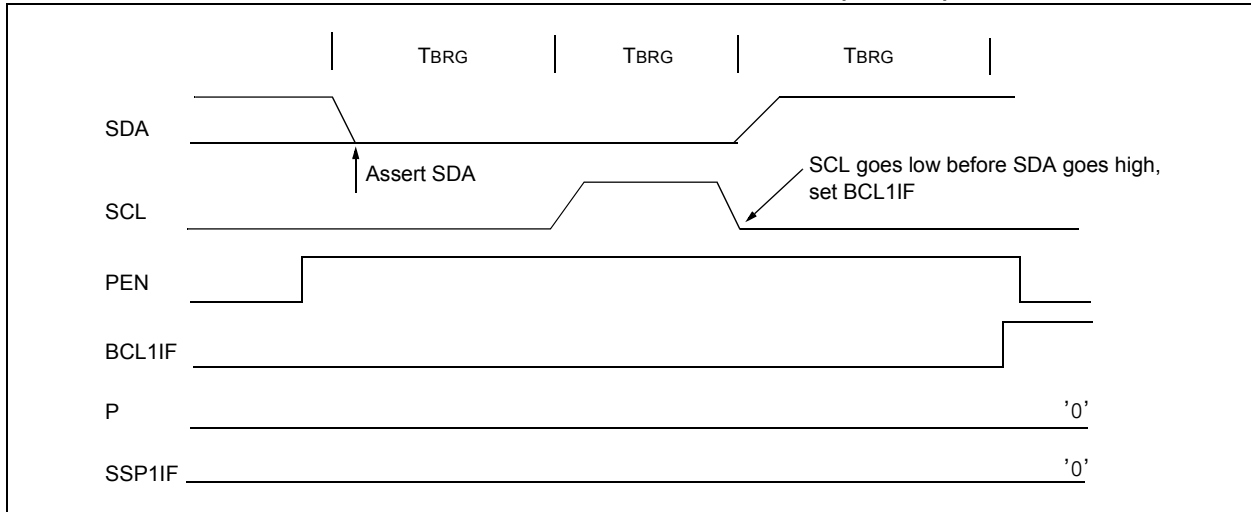 TBRG TBRG TBRG
SDA
Assert SDA
SCL goes low before SDA goes high,
set BCL1IF
SCL
PEN
BCL1IF
P '0'
SSP1IF '0'